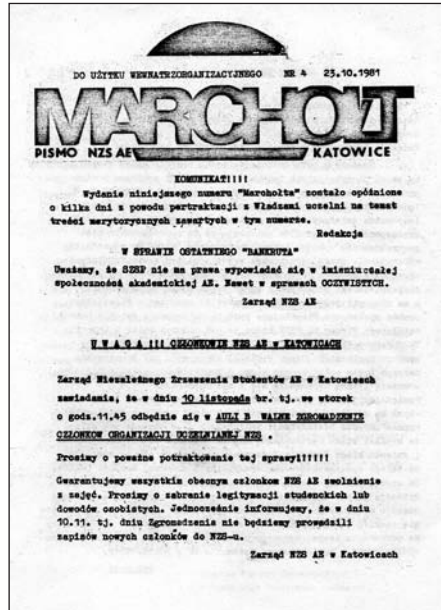 DO UŻYTKU WEWNATRZORGANIZACYJNEGO NR 4 23.10.1981
MARCHOŁT
PISMO NZS AE KATOWICE
KOMUNIKAT!!!!
Wydanie niniejszego numeru "Marchołta" zostało opóźnione
o kilka dni z powodu pertraktacji z Władzami uczelni na temat
treści merytorycznych zawartych w tym numerze.
Redakcja
W SPRAWIE OSTATNIEGO "BANKRUTA"
Uważamy, że SZSP nie ma prawa wypowiadać się w imieniu całej
społeczności akademickiej AE. Nawet w sprawach OCZYWISTYCH.
Zarząd NZS AE
U W A G A !!! CZŁONKOWIE NZS AE w KATOWICACH
Zarząd Niezależnego Zrzeszenia Studentów AE w Katowicach
zawiadamia, że w dniu 10 listopada br. tj. we wtorek
o godz.11.45 odbędzie się w AULI B WALNE ZGROMADZENIE
CZŁONKÓW ORGANIZACJI UCZELNIANEJ NZS .
Prosimy o poważne potraktowanie tej sprawy!!!!!!
Gwarantujemy wszystkim obecnym członkom NZS AE zwolnienie
z zajęć. Prosimy o zabranie legitymacji studenckich lub
dowodów osobistych. Jednocześnie informujemy, że w dniu
10.11. tj. dniu Zgromadzenia nie będziemy prowadzili
zapisów nowych członków do NZS-u.
Zarząd NZS AE w Katowicach